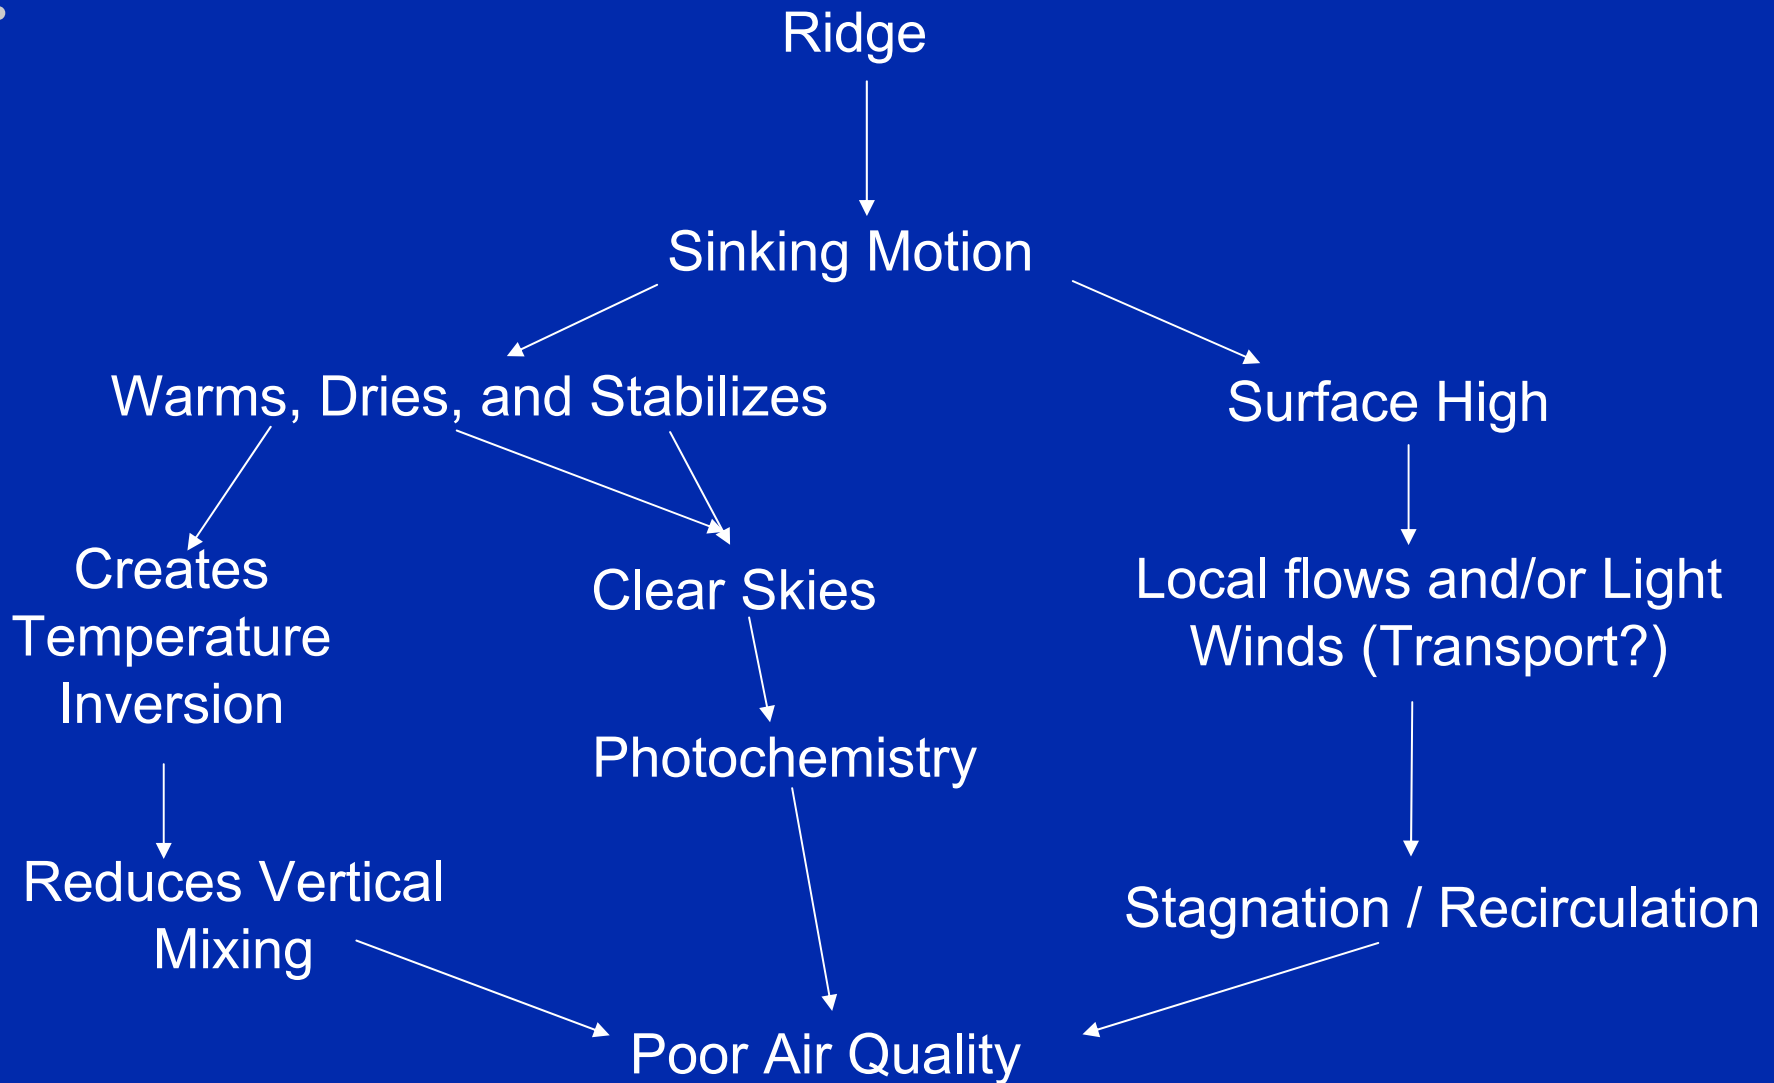 Ridge
Sinking Motion
Warms, Dries, and Stabilizes
Surface High
Creates
Temperature
Inversion
Clear Skies
Local flows and/or Light
Winds (Transport?)
Photochemistry
Reduces Vertical
Mixing
Stagnation / Recirculation
Poor Air Quality